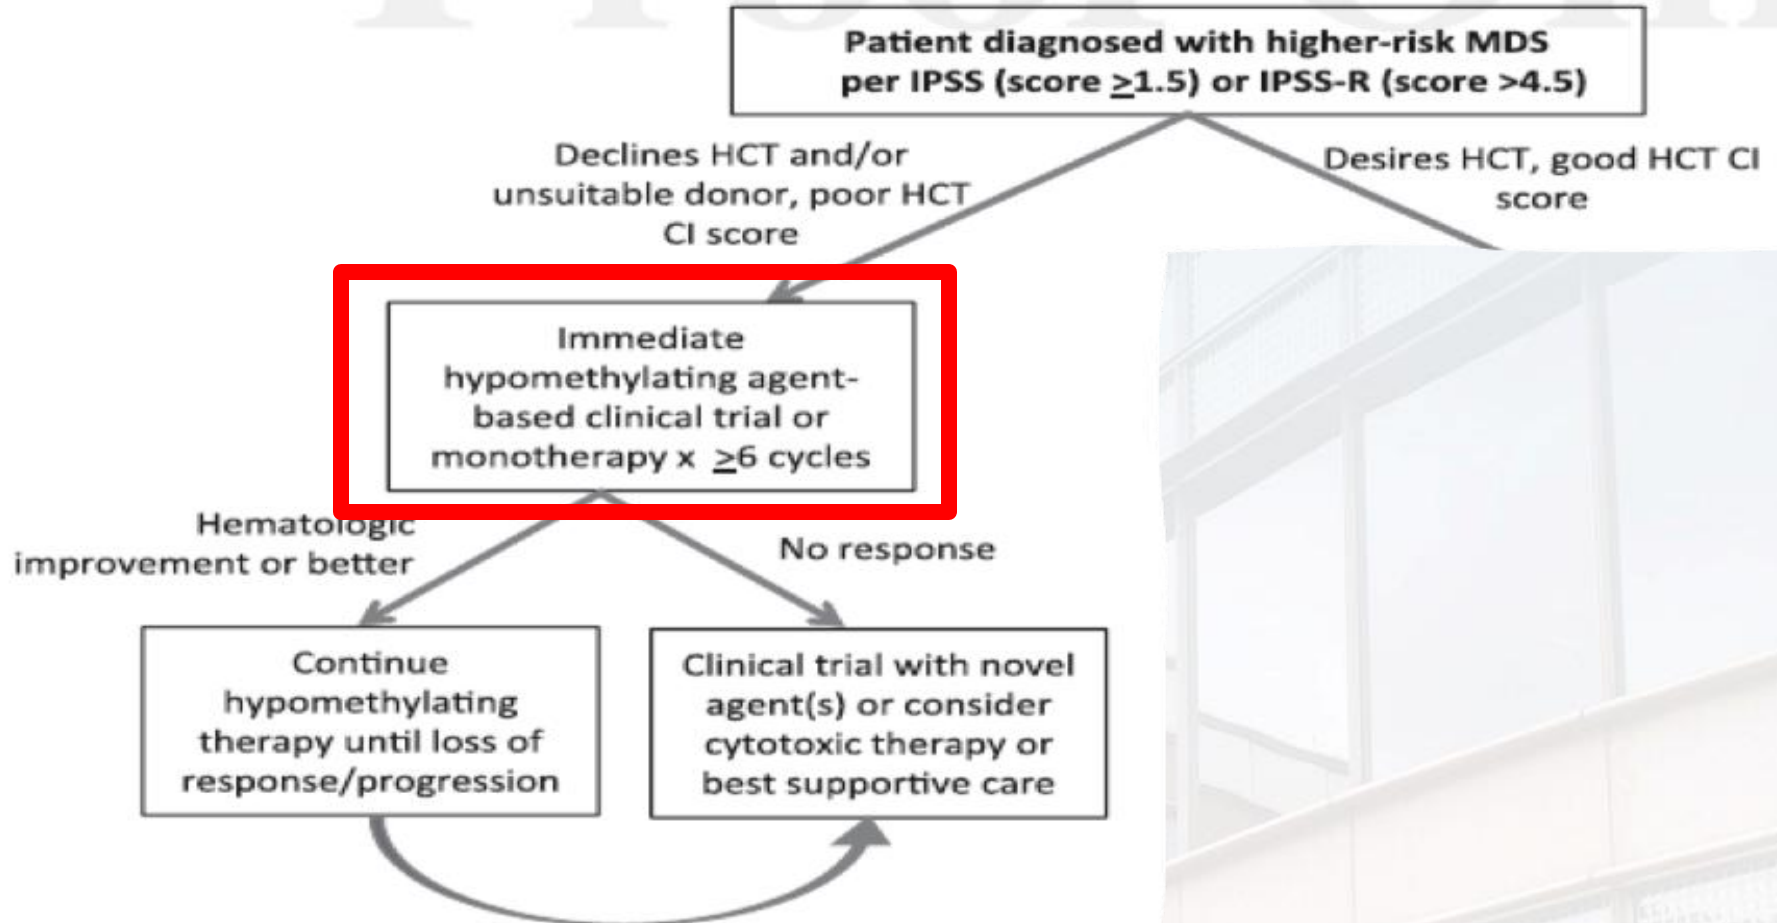 Patient diagnosed with higher-risk MDS
per IPSS (score ≥1.5) or IPSS-R (score >4.5)
Declines HCT and/or
unsuitable donor, poor HCT
CI score
Desires HCT, good HCT CI
score
Immediate
hypomethylating agent-
based clinical trial or
monotherapy x ≥6 cycles
Hematologic
improvement or better
No response
Continue
hypomethylating
therapy until loss of
response/progression
Clinical trial with novel
agent(s) or consider
cytotoxic therapy or
best supportive care